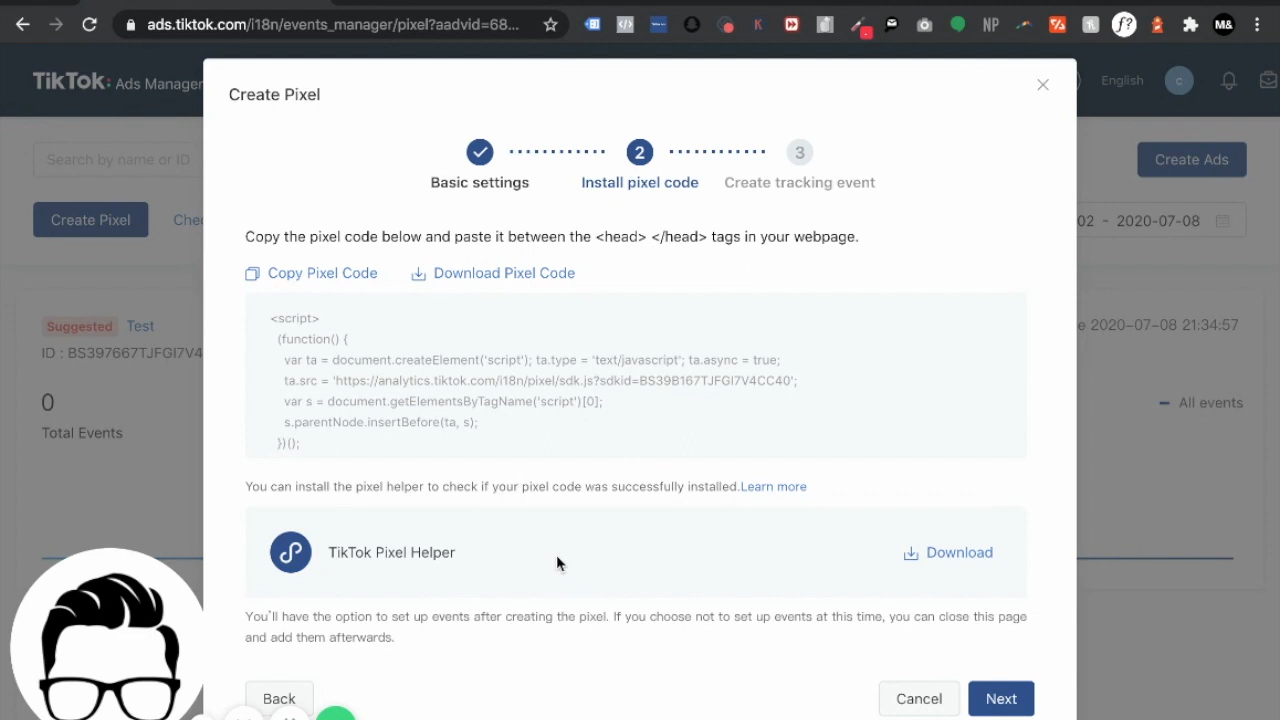 ads.tiktok.com/i18n/events_manager/pixel?aadvid=68...
NP
f?
M&
TikTok: Ads Manager
English
c
Search by name or ID
Create Ads
Create Pixel
Chec
02 - 2020-07-08
Suggested Test
ID : BS397667TJFGI7V4
e 2020-07-08 21:34:57
0
Total Events
All events
Create Pixel
2
3
Basic settings
Install pixel code
Create tracking event
Copy the pixel code below and paste it between the <head> </head> tags in your webpage.
Copy Pixel Code
Download Pixel Code
<script>
(function() {
var ta = document.createElement('script'); ta.type = 'text/javascript'; ta.async = true;
ta.src = 'https://analytics.tiktok.com/i18n/pixel/sdk.js?sdkid=BS39B167TJFGI7V4CC40';
var s = document.getElementsByTagName('script')[0];
s.parentNode.insertBefore(ta, s);
})();
You can install the pixel helper to check if your pixel code was successfully installed.Learn more
TikTok Pixel Helper
Download
You'll have the option to set up events after creating the pixel. If you choose not to set up events at this time, you can close this page
and add them afterwards.
Back
Cancel
Next